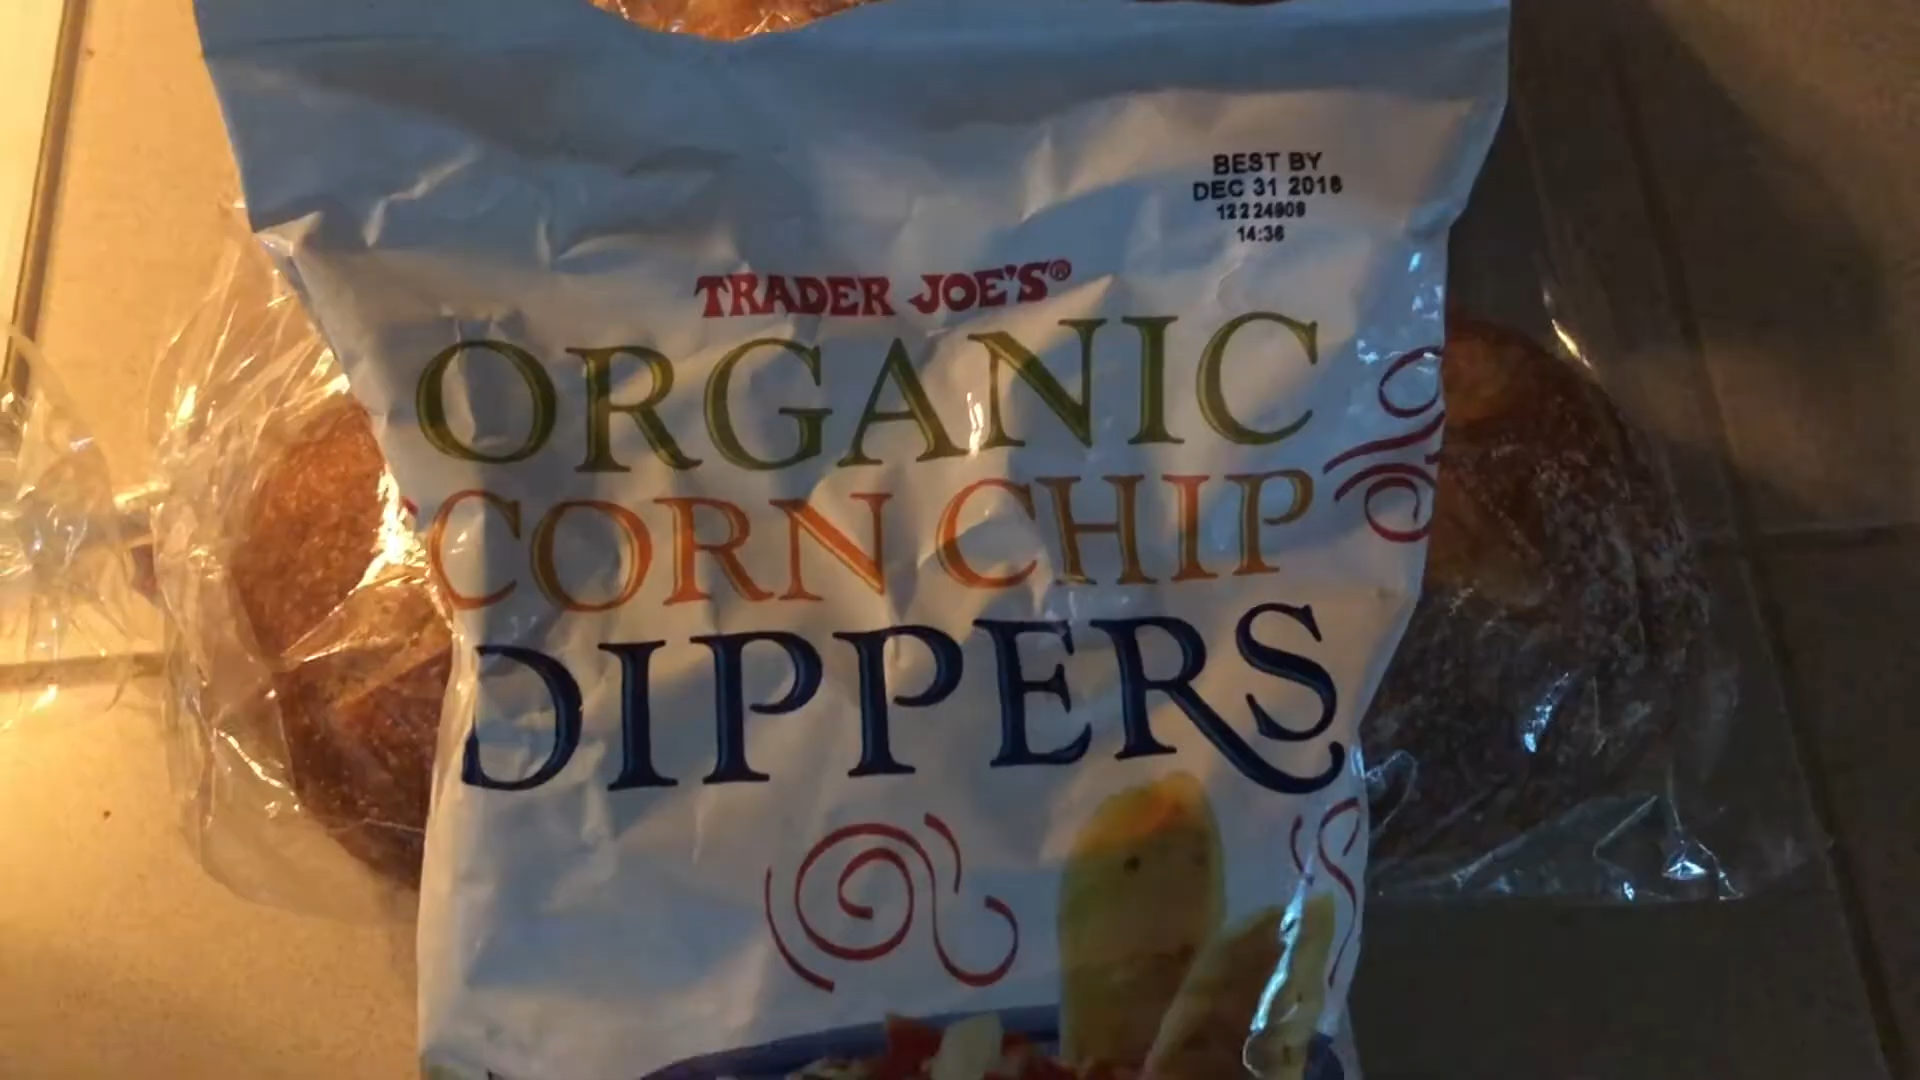 BEST BY
DEC 31 2018
12224909
14:36
TRADER JOE'S®
ORGANIC
CORN CHIP
DIPPERS